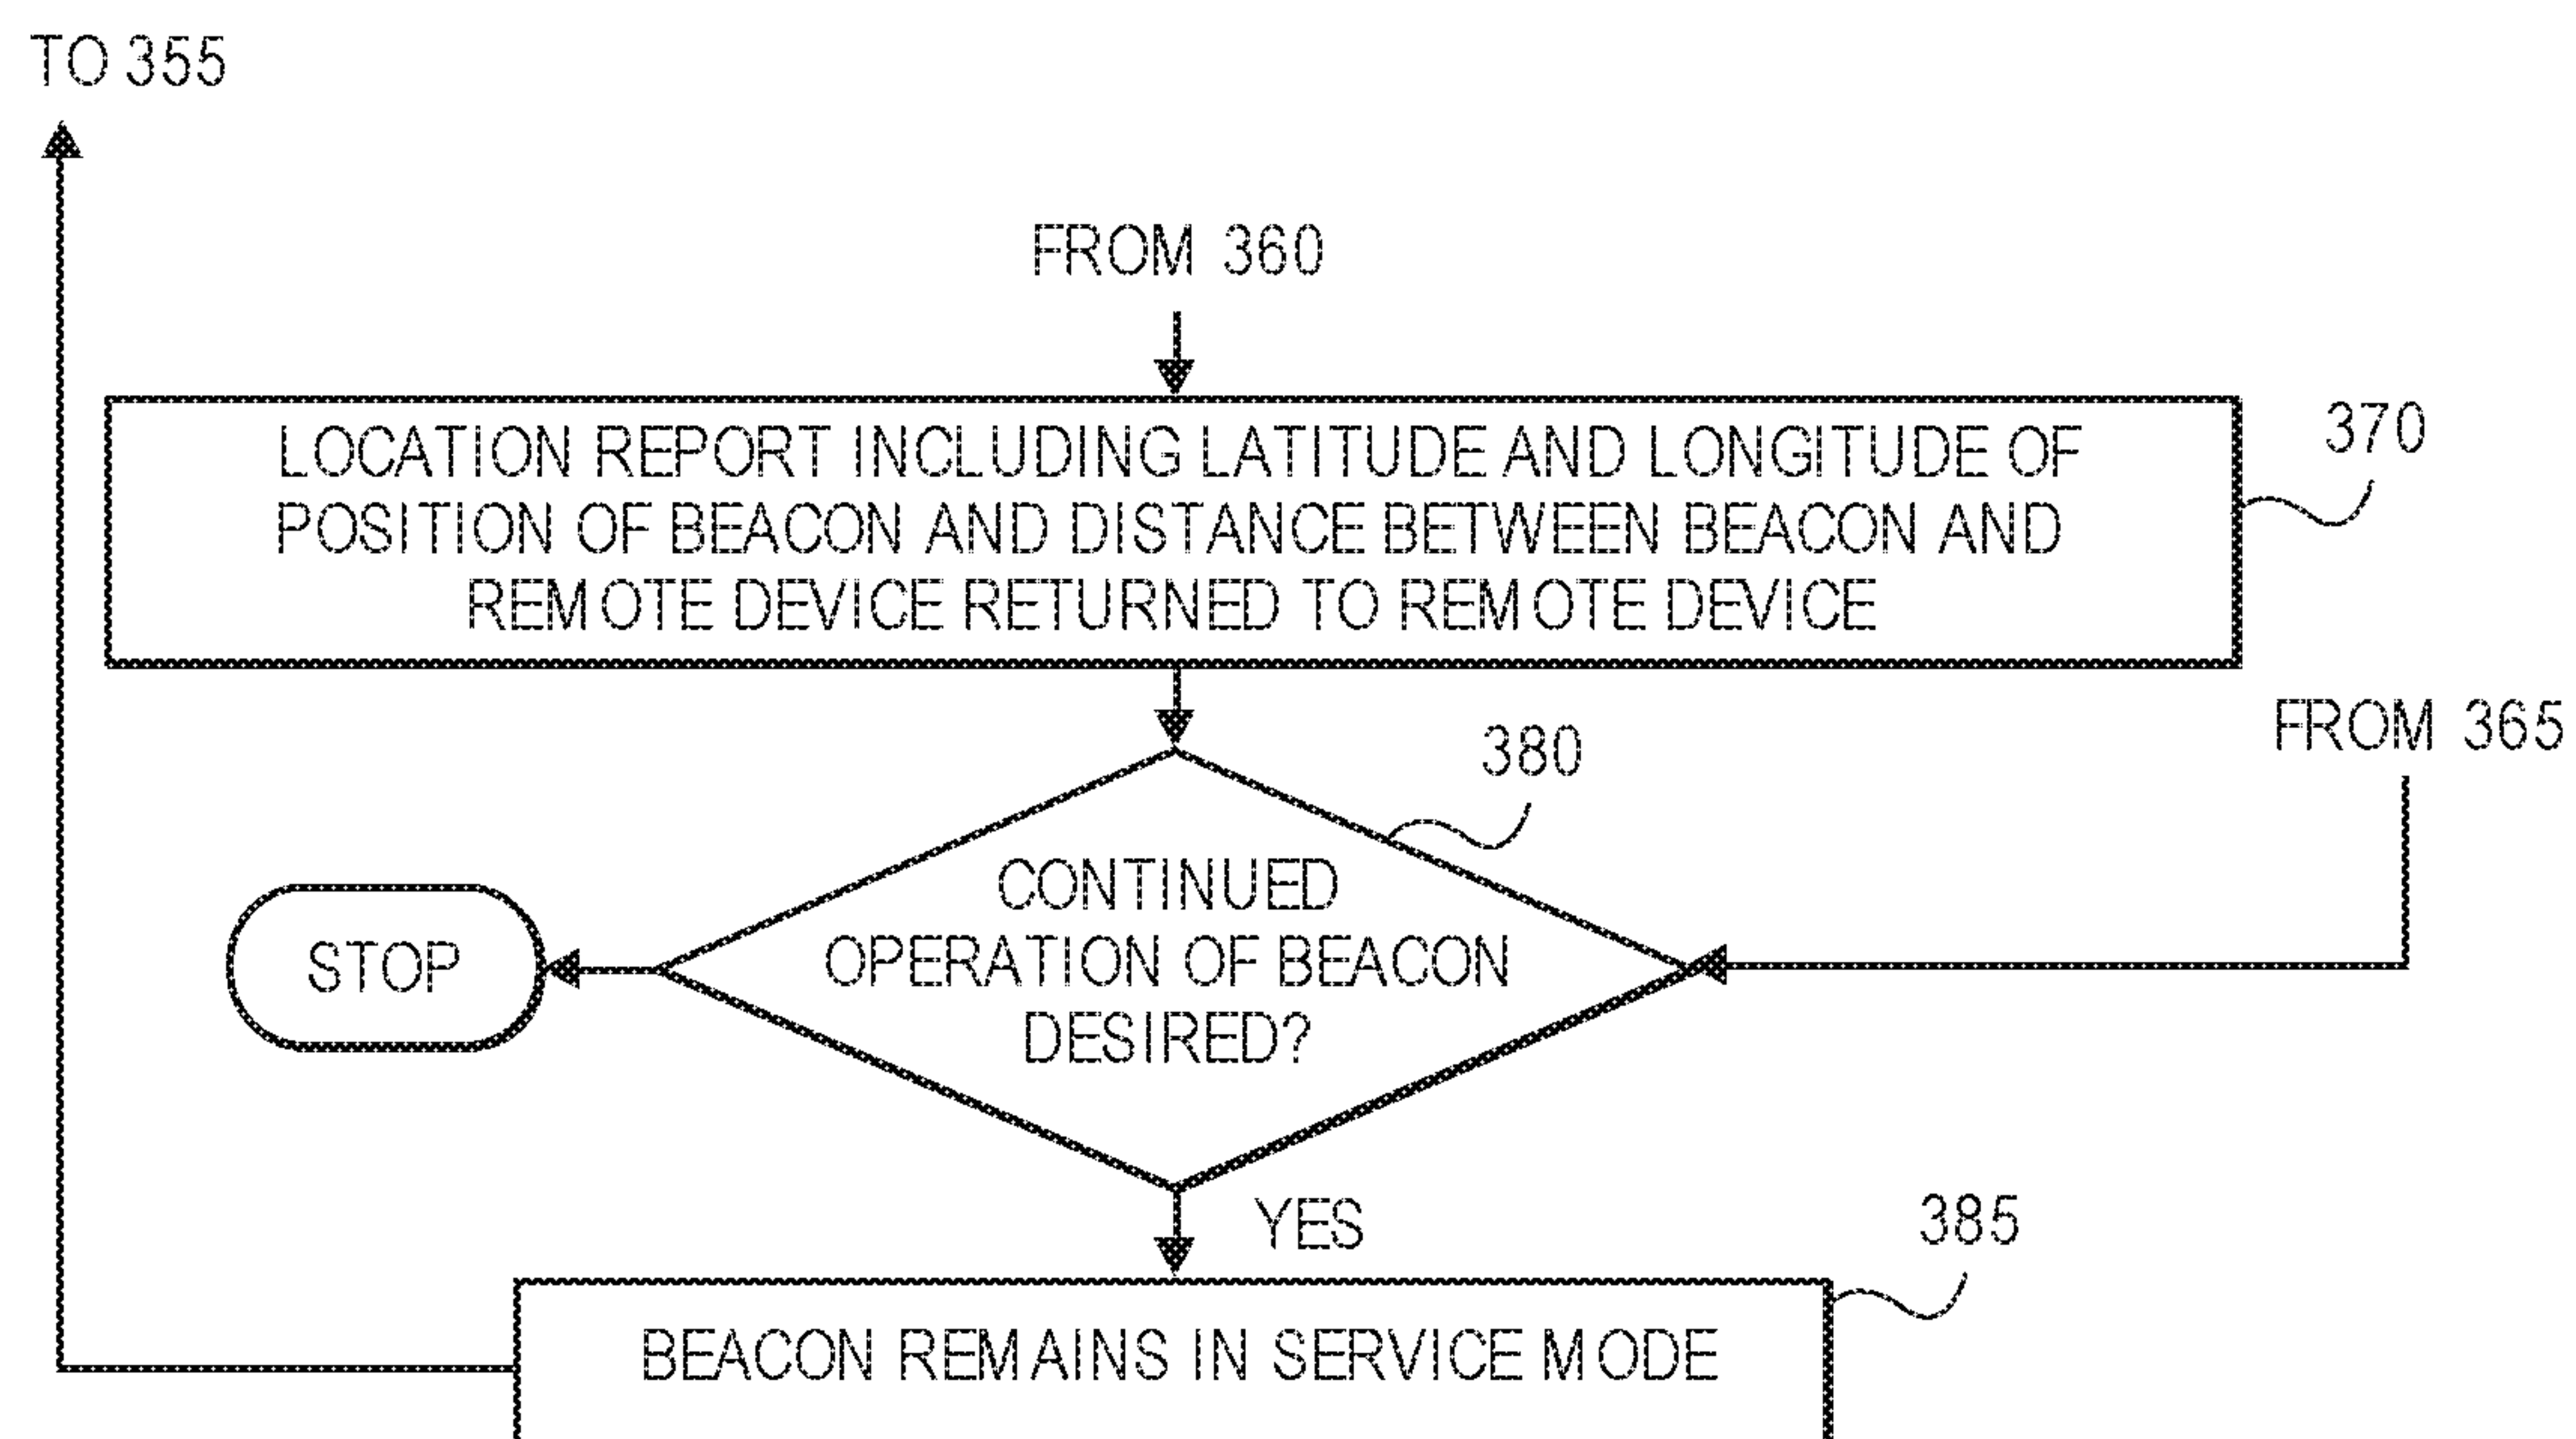 TO 355
FROM 360
LOCATION REPORT INCLUDING LATITUDE AND LONGITUDE OF
POSITION OF BEACON AND DISTANCE BETWEEN BEACON AND
REMOTE DEVICE RETURNED TO REMOTE DEVICE
370
FROM 365
380
CONTINUED
OPERATION OF BEACON
DESIRED?
STOP
YES
385
BEACON REMAINS IN SERVICE MODE